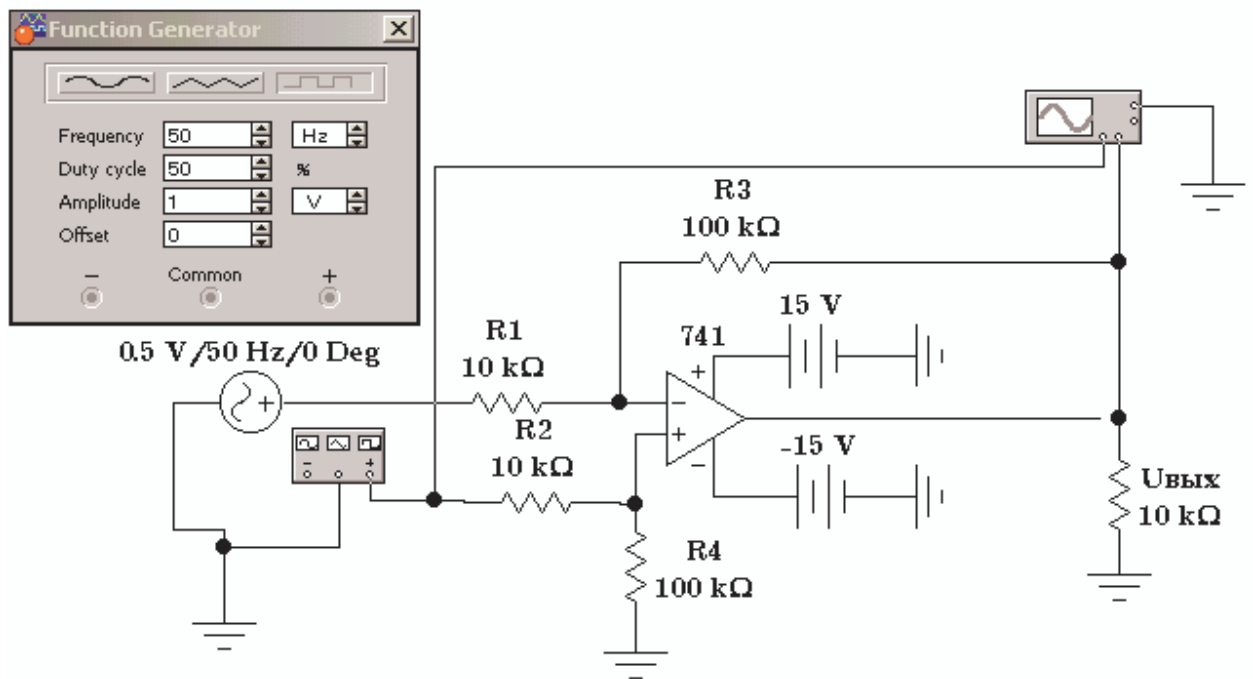 Function Generator
Frequency 50 Hz
Duty cycle 50 %
Amplitude 1 V
Offset 0
− Common +
0.5 V/50 Hz/0 Deg
R1
10 kΩ
R2
10 kΩ
R3
100 kΩ
741
15 V
-15 V
R4
100 kΩ
Uвых
10 kΩ